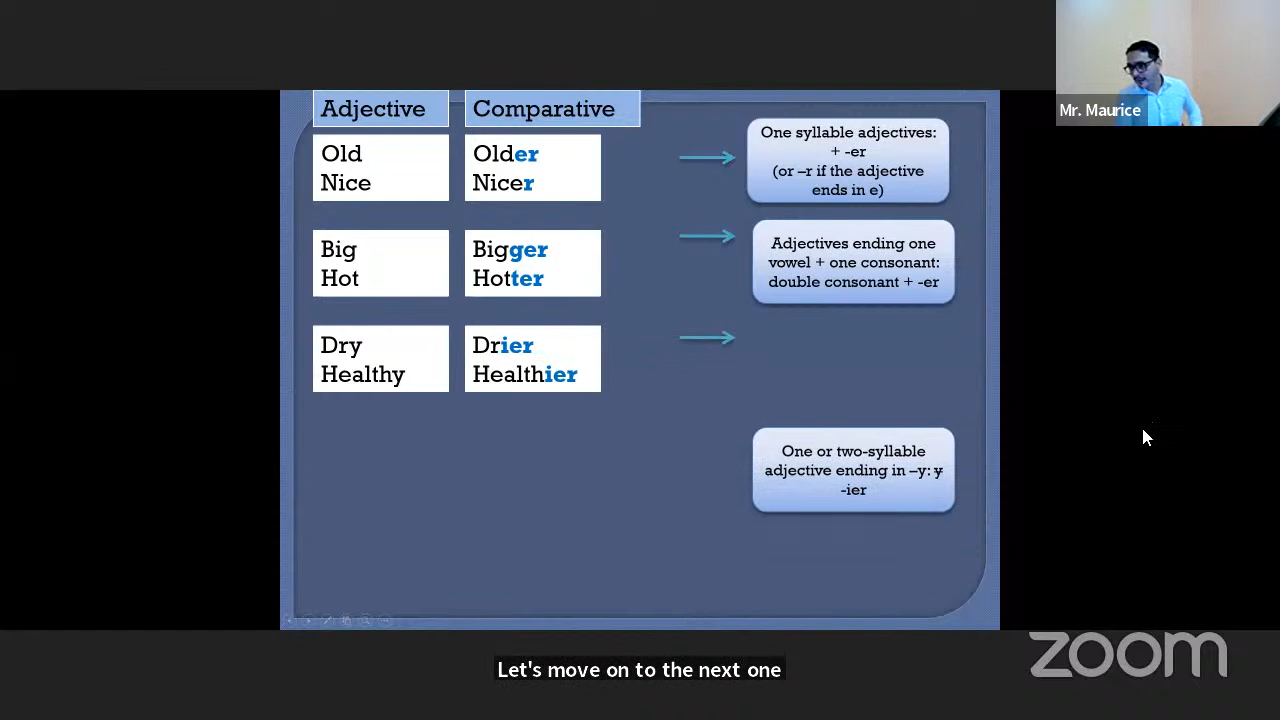 Mr. Maurice
Adjective
Comparative
Old
Nice
Older
Nicer
One syllable adjectives:
+ -er
(or –r if the adjective
ends in e)
Big
Hot
Bigger
Hotter
Adjectives ending one
vowel + one consonant:
double consonant + -er
Dry
Healthy
Drier
Healthier
One or two-syllable
adjective ending in –y: y
-ier
Let's move on to the next one
zoom